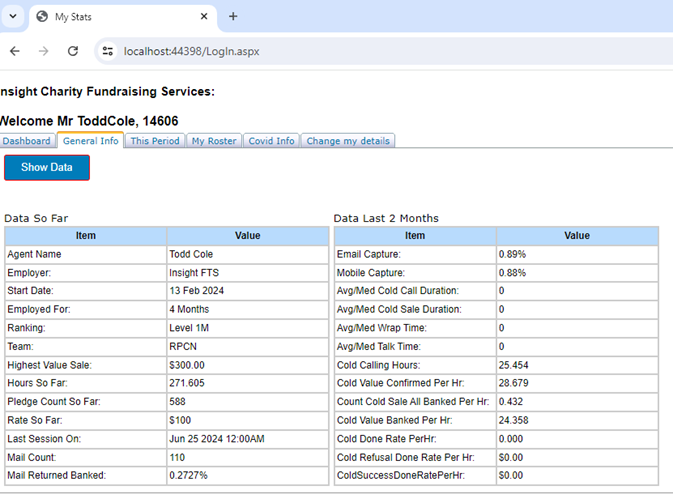 My Stats
localhost:44398/LogIn.aspx
nsight Charity Fundraising Services:
Welcome Mr ToddCole, 14606
Dashboard General Info This Period My Roster Covid Info Change my details
Show Data
Data So Far
Item Value
Agent Name Todd Cole
Employer: Insight FTS
Start Date: 13 Feb 2024
Employed For: 4 Months
Ranking: Level 1M
Team: RPCN
Highest Value Sale: $300.00
Hours So Far: 271.605
Pledge Count So Far: 588
Rate So Far: $100
Last Session On: Jun 25 2024 12:00AM
Mail Count: 110
Mail Returned Banked: 0.2727%
Data Last 2 Months
Item Value
Email Capture: 0.89%
Mobile Capture: 0.88%
Avg/Med Cold Call Duration: 0
Avg/Med Cold Sale Duration: 0
Avg/Med Wrap Time: 0
Avg/Med Talk Time: 0
Cold Calling Hours: 25.454
Cold Value Confirmed Per Hr: 28.679
Count Cold Sale All Banked Per Hr: 0.432
Cold Value Banked Per Hr: 24.358
Cold Done Rate PerHr: 0.000
Cold Refusal Done Rate Per Hr: $0.00
ColdSuccessDoneRatePerHr: $0.00